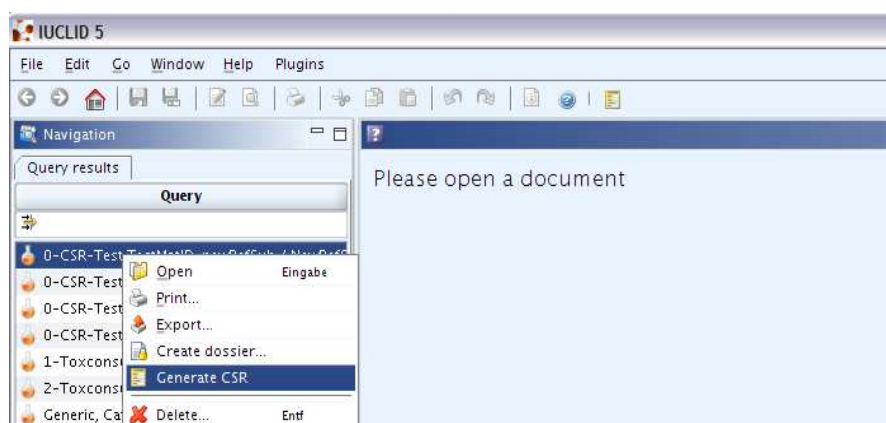 IUCLID 5
File Edit Go Window Help Plugins
Navigation
Query results
Query
Please open a document
0-CSR-Test
Open Eingabe
0-CSR-Test
Print...
0-CSR-Test
Export...
0-CSR-Test
Create dossier...
1-Toxcons
Generate CSR
2-Toxcons
Generic, Ca
Delete... Entf